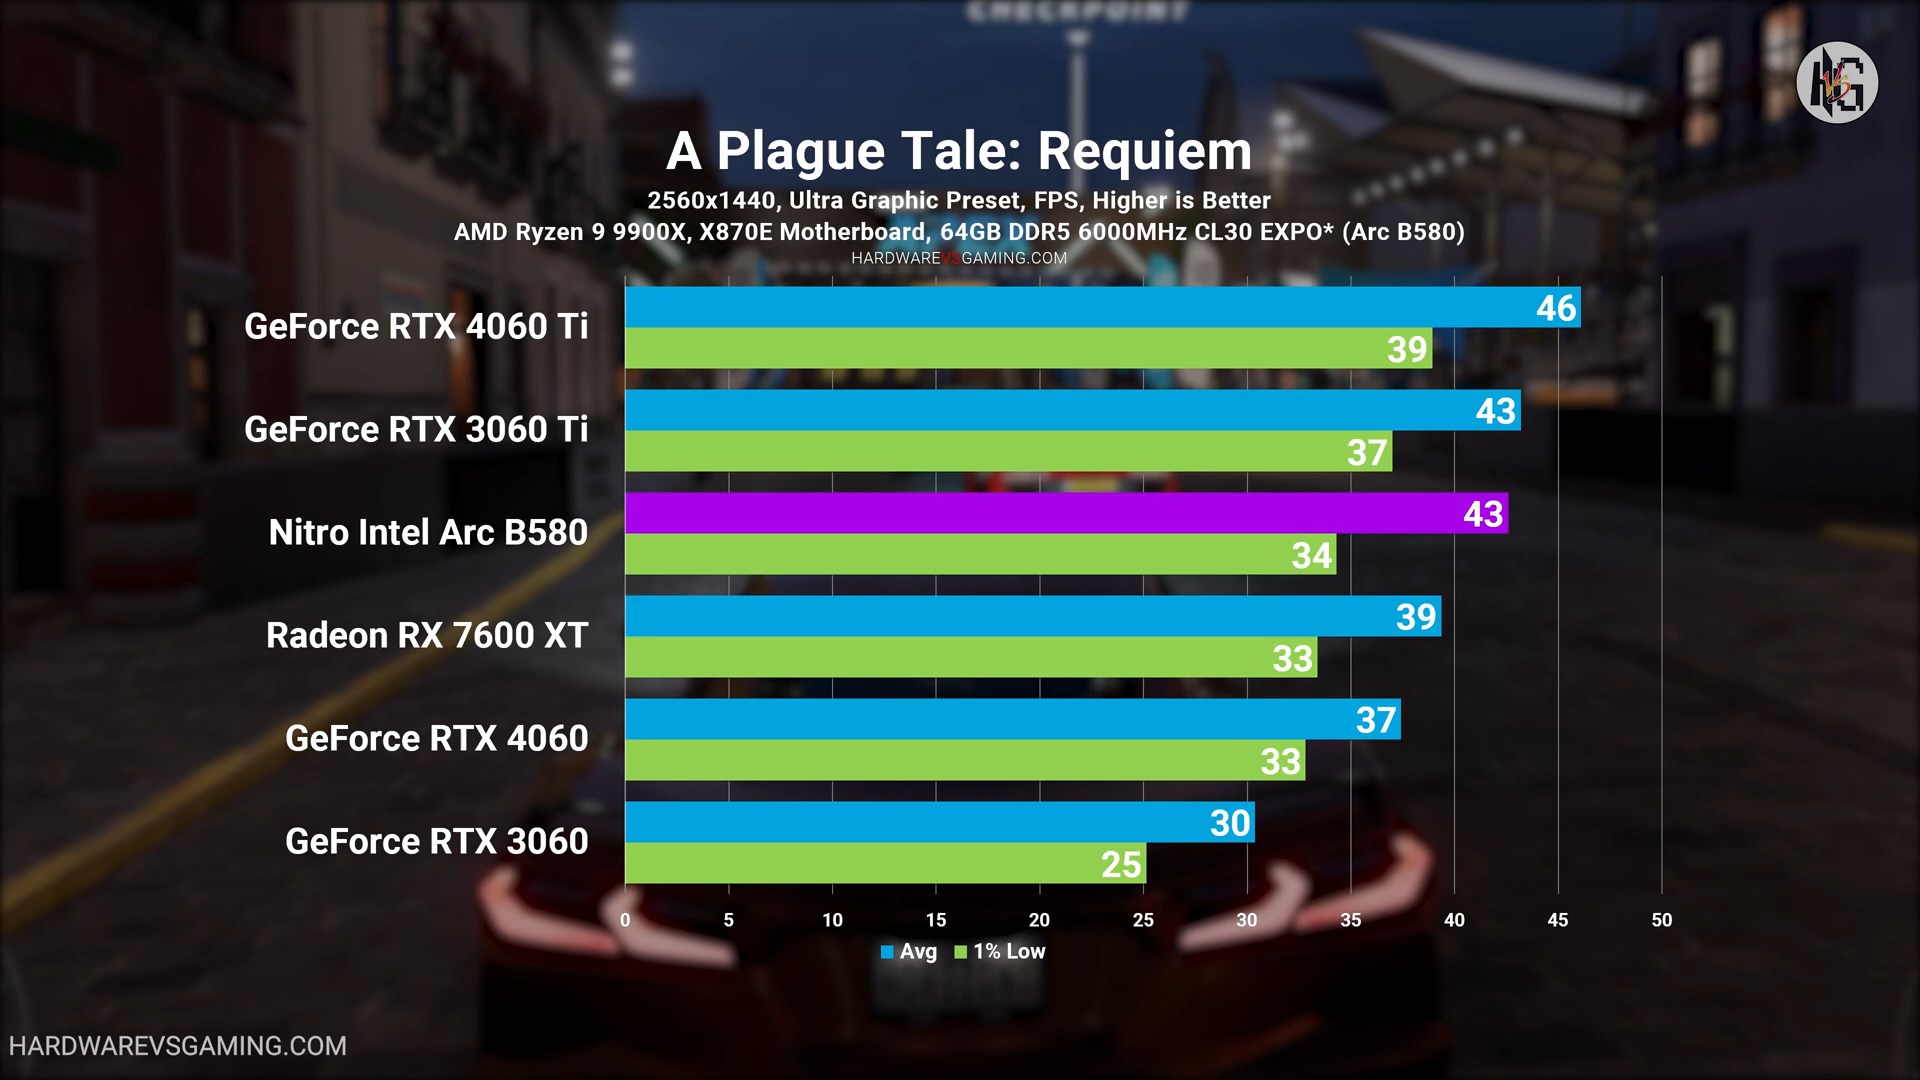 CHECKPOINT
HVSG
A Plague Tale: Requiem
2560x1440, Ultra Graphic Preset, FPS, Higher is Better
AMD Ryzen 9 9900X, X870E Motherboard, 64GB DDR5 6000MHz CL30 EXPO* (Arc B580)
HARDWAREVSGAMING.COM
GeForce RTX 4060 Ti
46
39
GeForce RTX 3060 Ti
43
37
Nitro Intel Arc B580
43
34
Radeon RX 7600 XT
39
33
GeForce RTX 4060
37
33
GeForce RTX 3060
30
25
0 5 10 15 20 25 30 35 40 45 50
Avg 1% Low
HARDWAREVSGAMING.COM